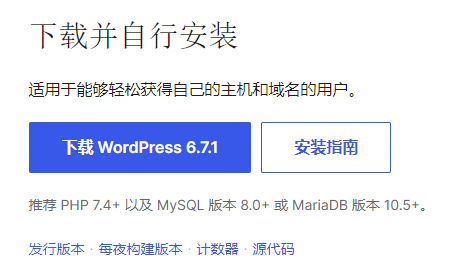 下载并自行安装
适用于能够轻松获得自己的主机和域名的用户。
下载 WordPress 6.7.1
安装指南
推荐 PHP 7.4+ 以及 MySQL 版本 8.0+ 或 MariaDB 版本 10.5+。
发行版本 · 每夜构建版本 · 计数器 · 源代码